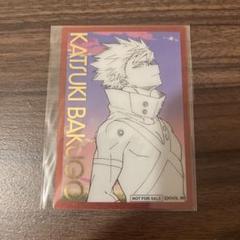 KATSUKI BAKUGO
NOT FOR SALE